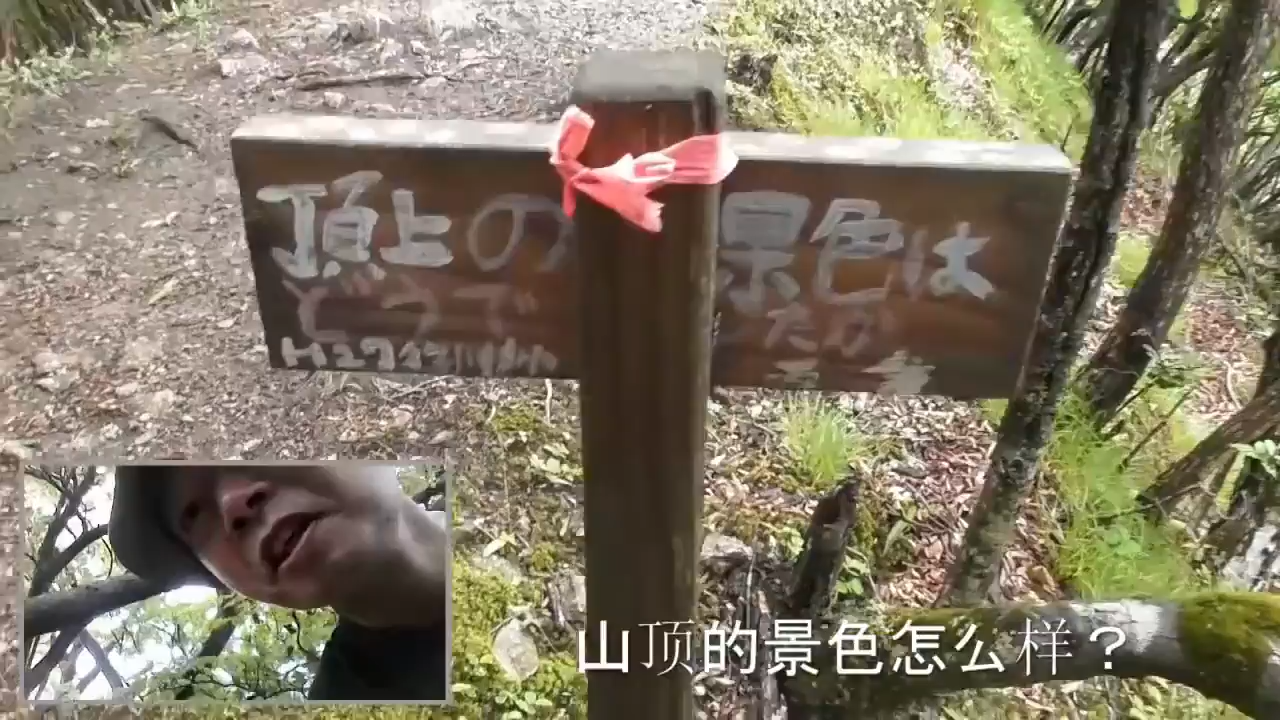 頂上の景色は
どうでしたか
山顶的景色怎么样？